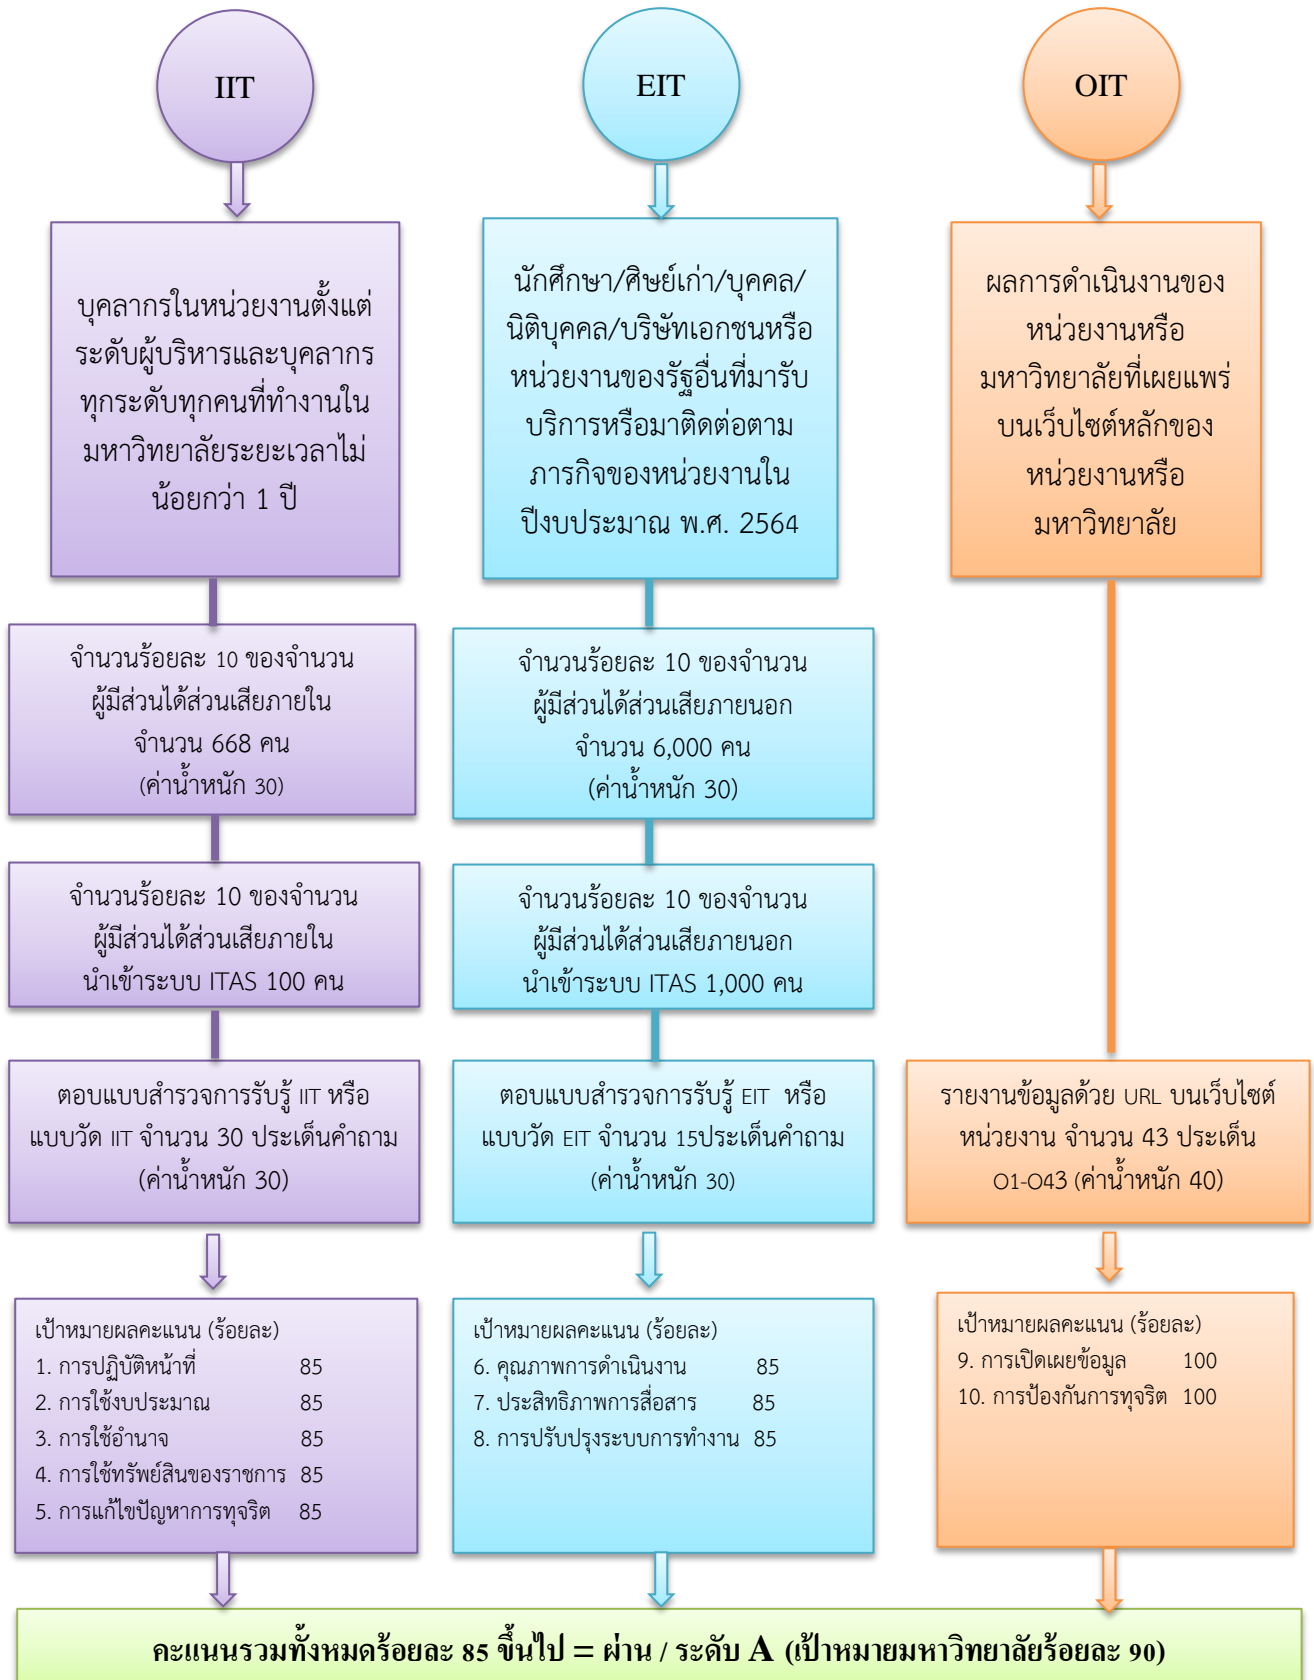 IIT
EIT
OIT
บุคลากรในหน่วยงานตั้งแต่
ระดับผู้บริหารและบุคลากร
ทุกระดับทุกคนที่ทำงานใน
มหาวิทยาลัยระยะเวลาไม่
น้อยกว่า 1 ปี
นักศึกษา/ศิษย์เก่า/บุคคล/
นิติบุคคล/บริษัทเอกชนหรือ
หน่วยงานของรัฐอื่นที่มารับ
บริการหรือมาติดต่อตาม
ภารกิจของหน่วยงานใน
ปีงบประมาณ พ.ศ. 2564
ผลการดำเนินงานของ
หน่วยงานหรือ
มหาวิทยาลัยที่เผยแพร่
บนเว็บไซต์หลักของ
หน่วยงานหรือ
มหาวิทยาลัย
จำนวนร้อยละ 10 ของจำนวน
ผู้มีส่วนได้ส่วนเสียภายใน
จำนวน 668 คน
(ค่าน้ำหนัก 30)
จำนวนร้อยละ 10 ของจำนวน
ผู้มีส่วนได้ส่วนเสียภายนอก
จำนวน 6,000 คน
(ค่าน้ำหนัก 30)
จำนวนร้อยละ 10 ของจำนวน
ผู้มีส่วนได้ส่วนเสียภายใน
นำเข้าระบบ ITAS 100 คน
จำนวนร้อยละ 10 ของจำนวน
ผู้มีส่วนได้ส่วนเสียภายนอก
นำเข้าระบบ ITAS 1,000 คน
ตอบแบบสำรวจการรับรู้ IIT หรือ
แบบวัด IIT จำนวน 30 ประเด็นคำถาม
(ค่าน้ำหนัก 30)
ตอบแบบสำรวจการรับรู้ EIT หรือ
แบบวัด EIT จำนวน 15ประเด็นคำถาม
(ค่าน้ำหนัก 30)
รายงานข้อมูลด้วย URL บนเว็บไซต์
หน่วยงาน จำนวน 43 ประเด็น
O1-O43 (ค่าน้ำหนัก 40)
เป้าหมายผลคะแนน (ร้อยละ)
1. การปฏิบัติหน้าที่ 85
2. การใช้งบประมาณ 85
3. การใช้อำนาจ 85
4. การใช้ทรัพย์สินของราชการ 85
5. การแก้ไขปัญหาการทุจริต 85
เป้าหมายผลคะแนน (ร้อยละ)
6. คุณภาพการดำเนินงาน 85
7. ประสิทธิภาพการสื่อสาร 85
8. การปรับปรุงระบบการทำงาน 85
เป้าหมายผลคะแนน (ร้อยละ)
9. การเปิดเผยข้อมูล 100
10. การป้องกันการทุจริต 100
คะแนนรวมทั้งหมดร้อยละ 85 ขึ้นไป = ผ่าน / ระดับ A (เป้าหมายมหาวิทยาลัยร้อยละ 90)